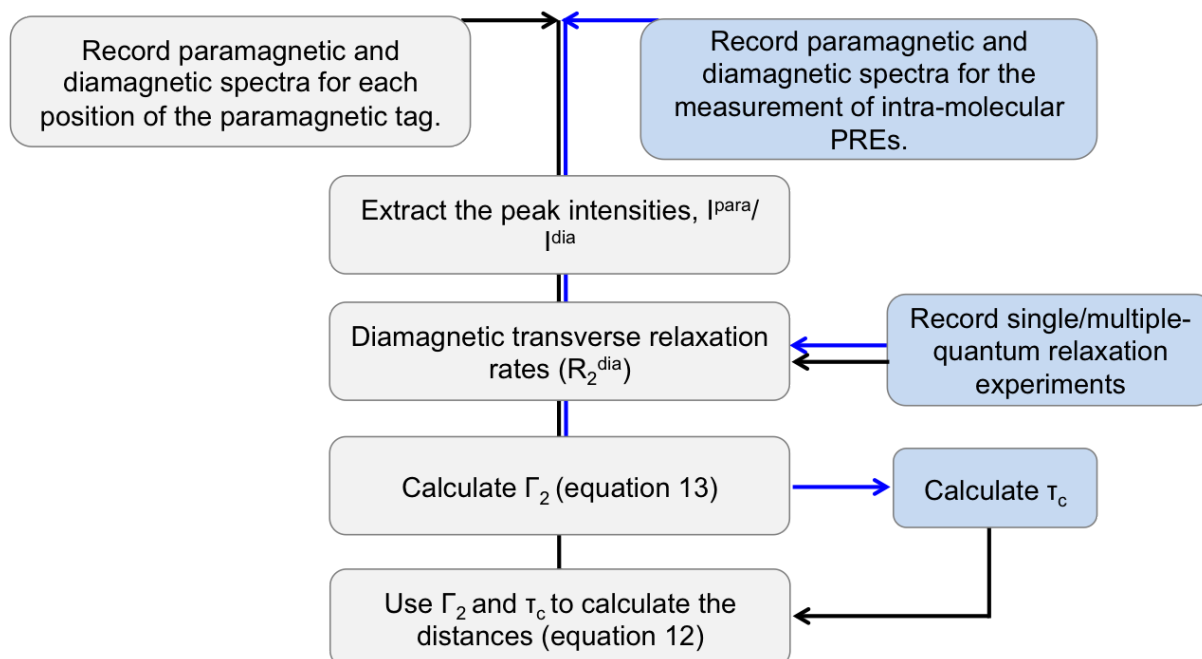 Record paramagnetic and
diamagnetic spectra for each
position of the paramagnetic tag.
Record paramagnetic and
diamagnetic spectra for the
measurement of intra-molecular
PREs.
Extract the peak intensities, Iᵖᵃʳᵃ/
Iᵈⁱᵃ
Diamagnetic transverse relaxation
rates (R₂ᵈⁱᵃ)
Record single/multiple-
quantum relaxation
experiments
Calculate Γ₂ (equation 13)
Calculate τ꜀
Use Γ₂ and τ꜀ to calculate the
distances (equation 12)